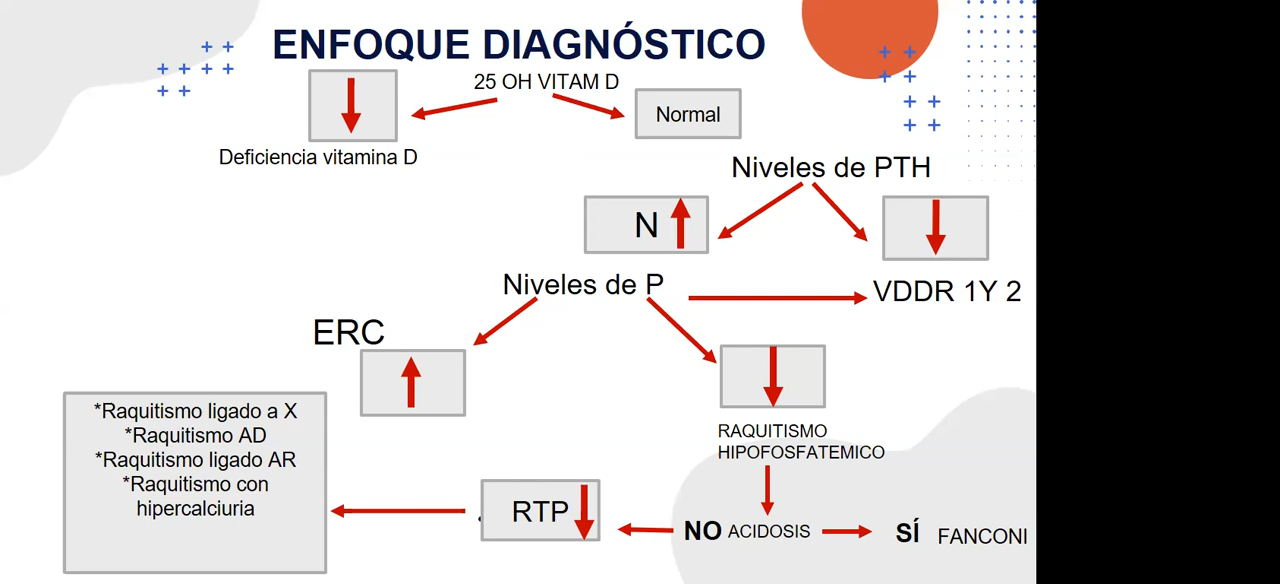 ENFOQUE DIAGNÓSTICO
25 OH VITAM D
Normal
Deficiencia vitamina D
Niveles de PTH
N
Niveles de P
VDDR 1Y 2
ERC
*Raquitismo ligado a X
*Raquitismo AD
*Raquitismo ligado AR
*Raquitismo con
hipercalciuria
RAQUITISMO
HIPOFOSFATEMICO
RTP
NO ACIDOSIS
SÍ FANCONI